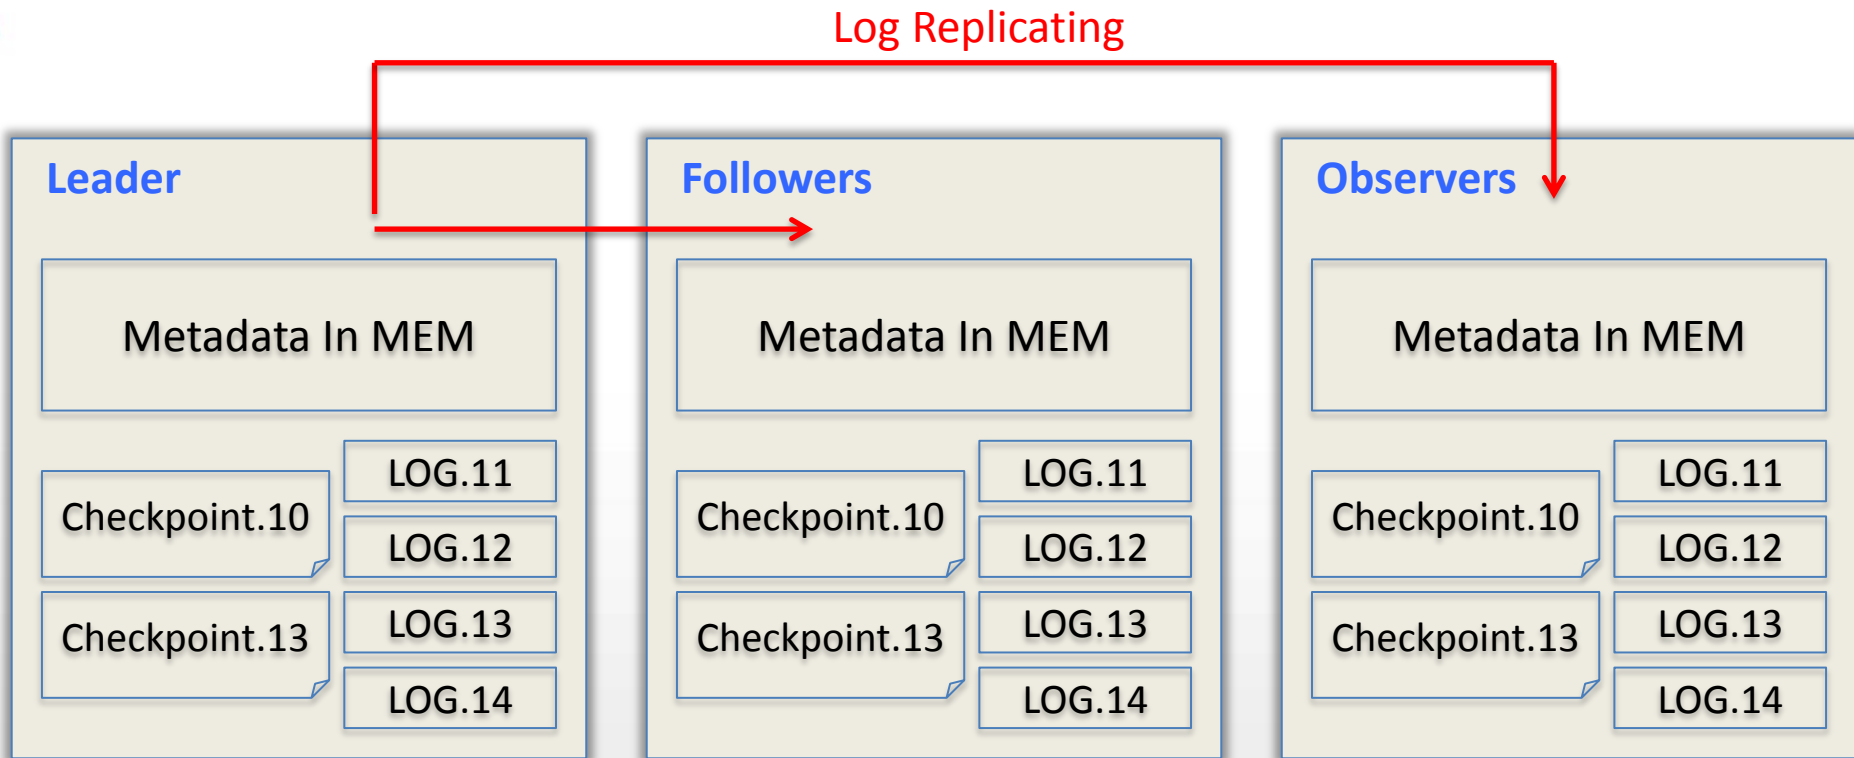 Log Replicating
Leader
Metadata In MEM
Checkpoint.10
Checkpoint.13
LOG.11
LOG.12
LOG.13
LOG.14
Followers
Metadata In MEM
Checkpoint.10
Checkpoint.13
LOG.11
LOG.12
LOG.13
LOG.14
Observers
Metadata In MEM
Checkpoint.10
Checkpoint.13
LOG.11
LOG.12
LOG.13
LOG.14